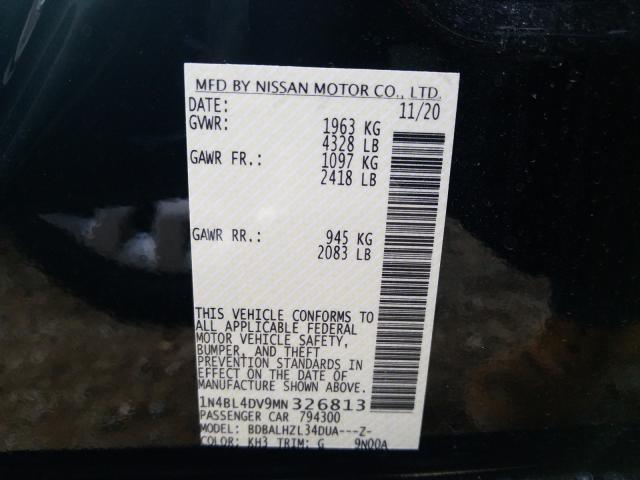 MFD BY NISSAN MOTOR CO., LTD.
DATE: 11/20
GVWR: 1963 KG
4328 LB
GAWR FR.: 1097 KG
2418 LB
GAWR RR.: 945 KG
2083 LB
THIS VEHICLE CONFORMS TO
ALL APPLICABLE FEDERAL
MOTOR VEHICLE SAFETY,
BUMPER, AND THEFT
PREVENTION STANDARDS IN
EFFECT ON THE DATE OF
MANUFACTURE SHOWN ABOVE.
1N4BL4DV9MN326813
PASSENGER CAR 794300
MODEL: BDBALHZL34DUA---Z-
COLOR: KH3 TRIM: G 9N00A